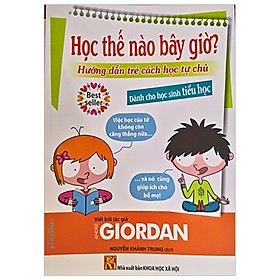 Học thế nào bây giờ?
Hướng dẫn trẻ cách học tự chủ
Dành cho học sinh tiểu học
Best
seller
Việc học của tớ
không còn
căng thẳng nữa...
...và nó cũng
giúp ích cho
bố mẹ!
Viết bởi tác giả
ANDRÉ
GIORDAN
NGUYỄN KHÁNH TRUNG dịch
Nhà xuất bản KHOA HỌC XÃ HỘI